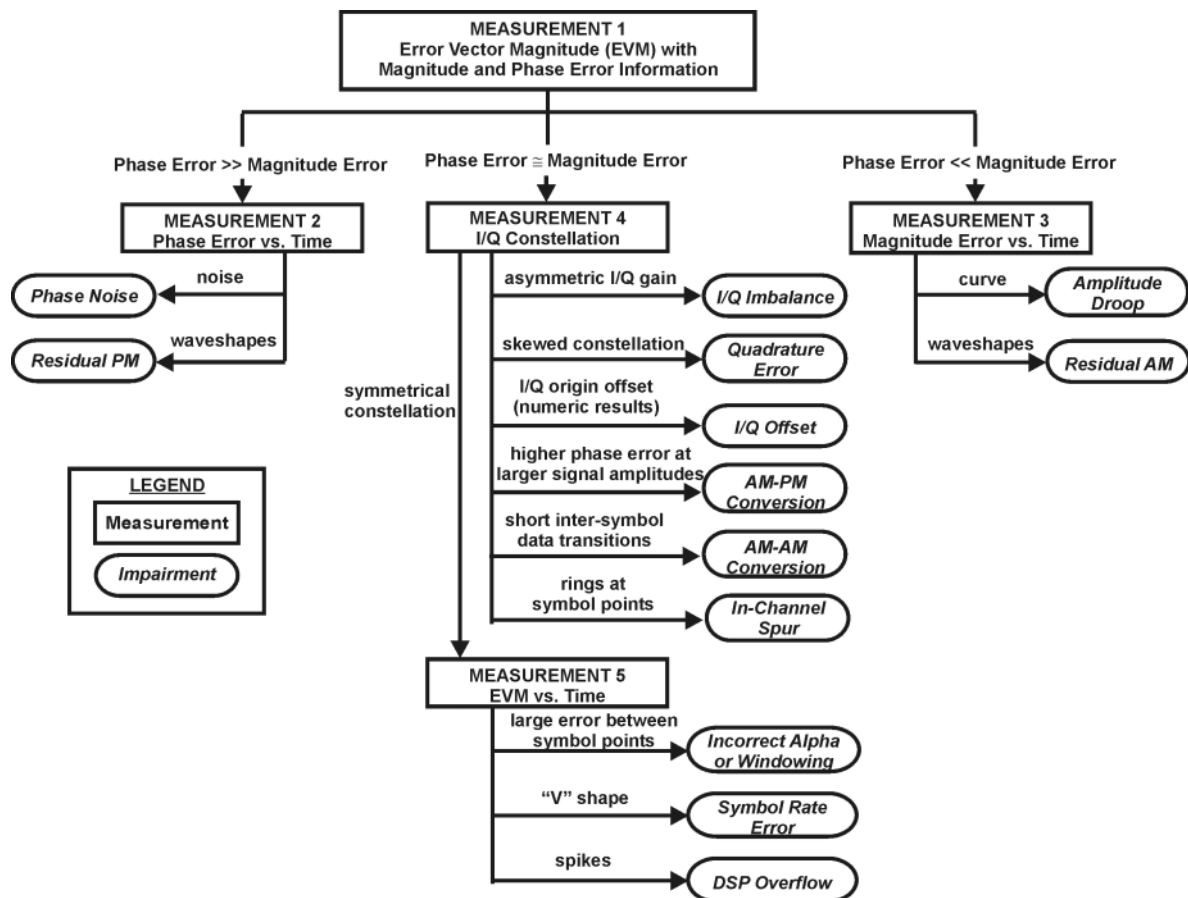 MEASUREMENT 1
Error Vector Magnitude (EVM) with
Magnitude and Phase Error Information
Phase Error >> Magnitude Error
Phase Error ≅ Magnitude Error
Phase Error << Magnitude Error
MEASUREMENT 2
Phase Error vs. Time
MEASUREMENT 4
I/Q Constellation
MEASUREMENT 3
Magnitude Error vs. Time
noise
Phase Noise
waveshapes
Residual PM
asymmetric I/Q gain
I/Q Imbalance
skewed constellation
Quadrature
Error
I/Q origin offset
(numeric results)
I/Q Offset
higher phase error at
larger signal amplitudes
AM-PM
Conversion
short inter-symbol
data transitions
AM-AM
Conversion
rings at
symbol points
In-Channel
Spur
curve
Amplitude
Droop
waveshapes
Residual AM
symmetrical
constellation
LEGEND
Measurement
Impairment
MEASUREMENT 5
EVM vs. Time
large error between
symbol points
Incorrect Alpha
or Windowing
“V” shape
Symbol Rate
Error
spikes
DSP Overflow